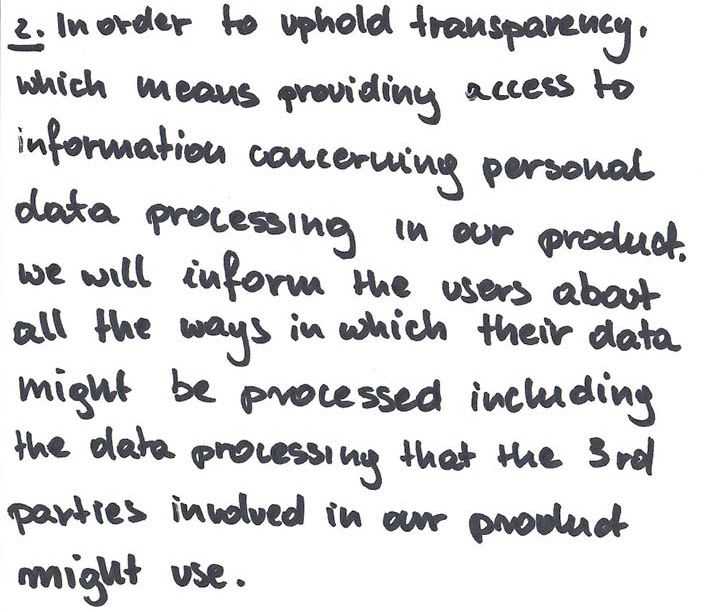 2. In order to uphold transparency,
which means providing access to
information concerning personal
data processing in our product,
we will inform the users about
all the ways in which their data
might be processed including
the data processing that the 3rd
parties involved in our product
might use.